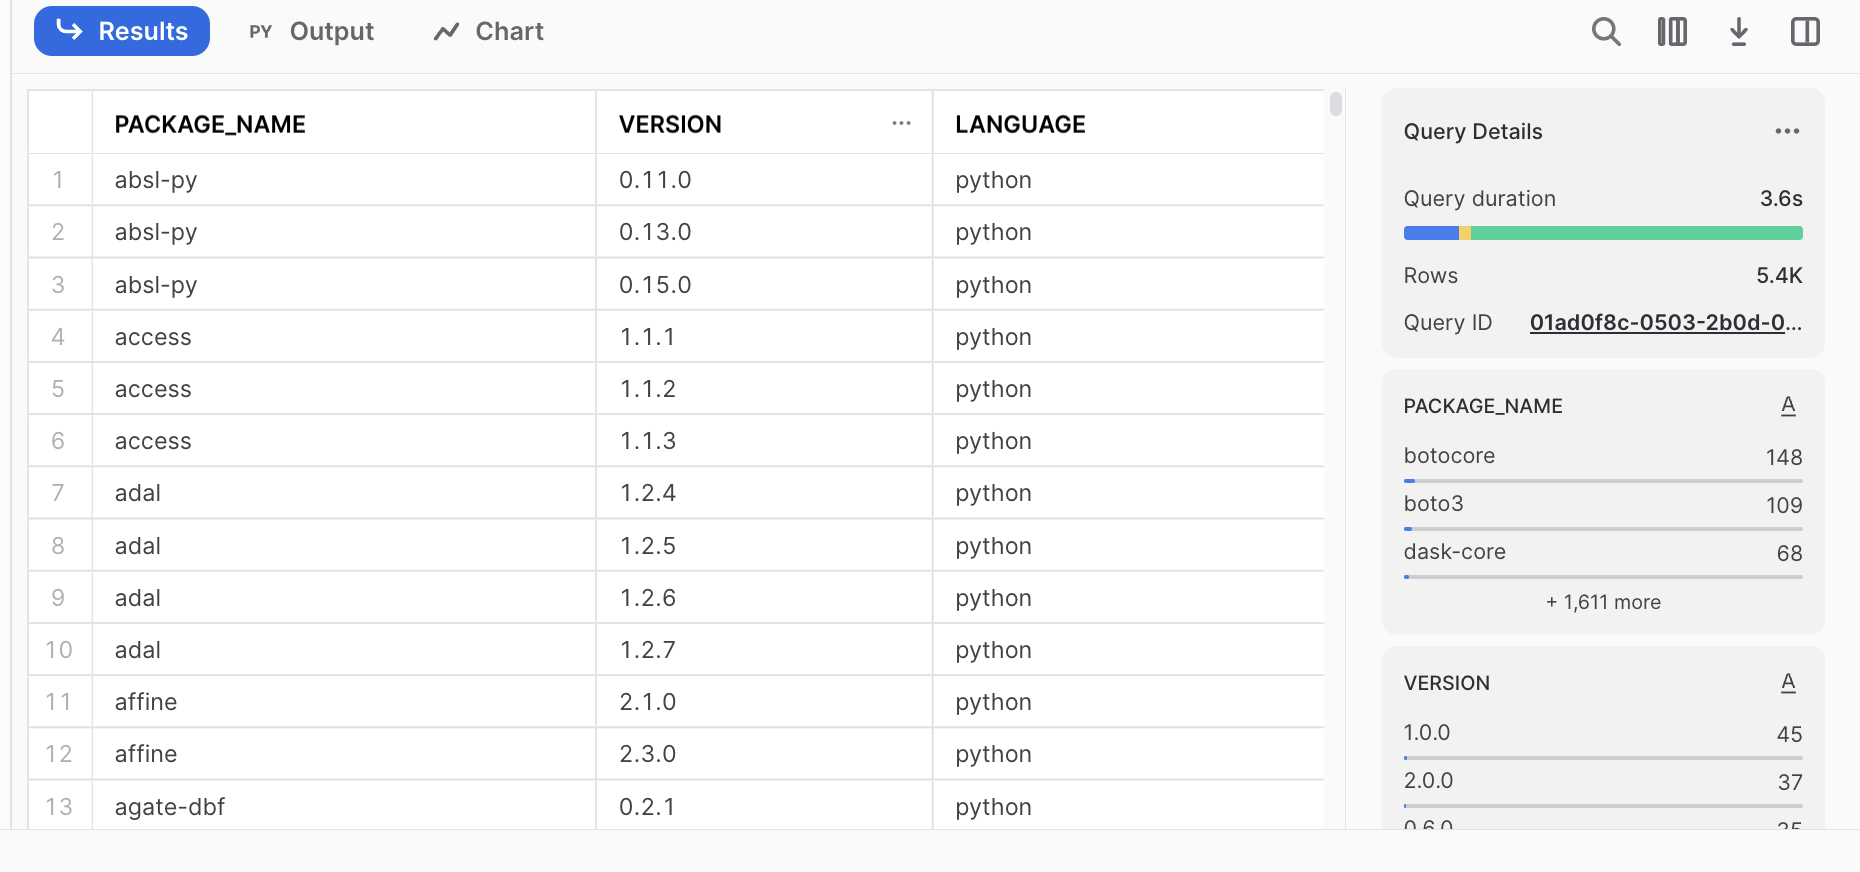 Results PY Output Chart
PACKAGE_NAME VERSION ... LANGUAGE
1 absl-py 0.11.0 python
2 absl-py 0.13.0 python
3 absl-py 0.15.0 python
4 access 1.1.1 python
5 access 1.1.2 python
6 access 1.1.3 python
7 adal 1.2.4 python
8 adal 1.2.5 python
9 adal 1.2.6 python
10 adal 1.2.7 python
11 affine 2.1.0 python
12 affine 2.3.0 python
13 agate-dbf 0.2.1 python
Query Details ...
Query duration 3.6s
Rows 5.4K
Query ID 01ad0f8c-0503-2b0d-0...
PACKAGE_NAME A
botocore 148
boto3 109
dask-core 68
+ 1,611 more
VERSION A
1.0.0 45
2.0.0 37
0.6.0